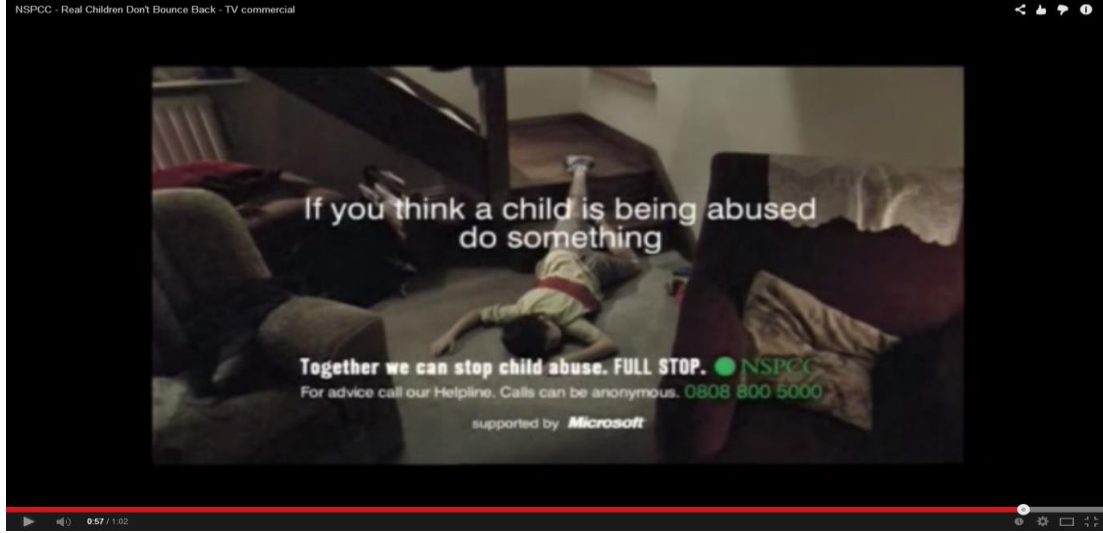 NSPCC - Real Children Don't Bounce Back - TV commercial
If you think a child is being abused
do something
Together we can stop child abuse. FULL STOP. NSPCC
For advice call our Helpline. Calls can be anonymous. 0808 800 5000
supported by Microsoft
0:57 / 1:02